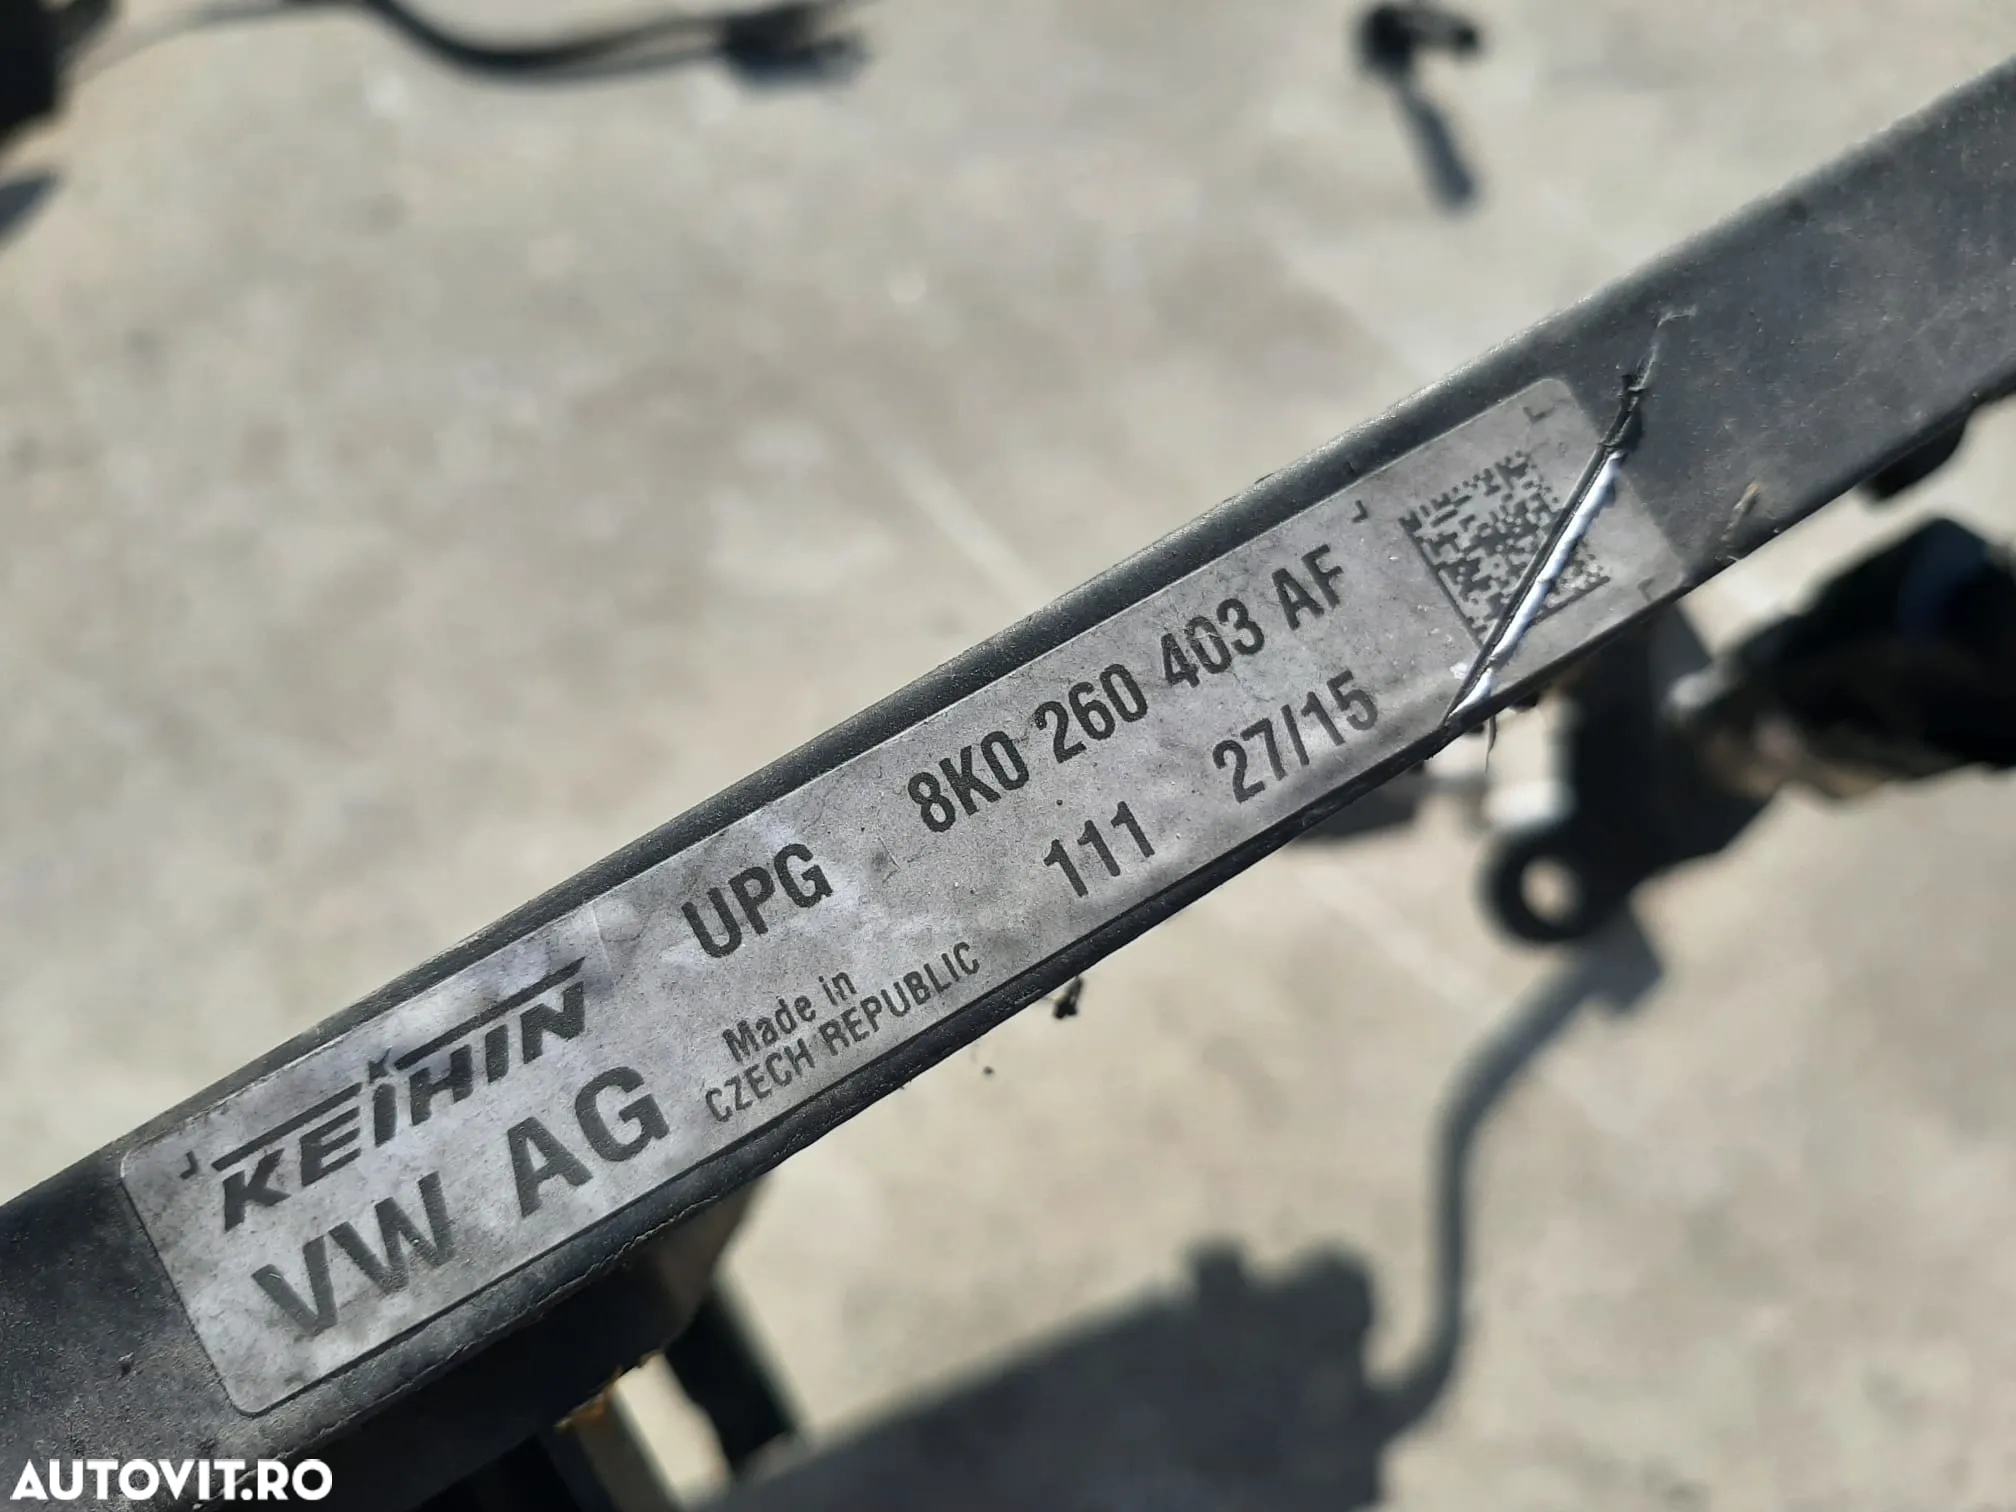 KEIHIN UPG 8K0 260 403 AF
VW AG Made in 111 27/15
CZECH REPUBLIC
AUTOVIT.RO